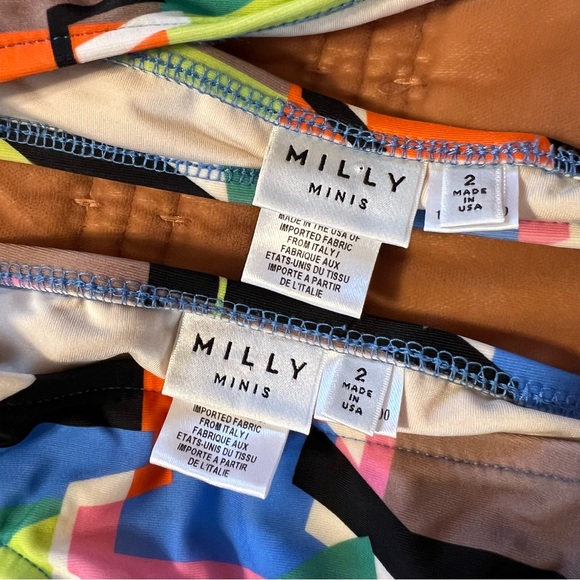 MILLY
MINIS
2
MADE
IN
USA
MADE IN THE USA OF
IMPORTED FABRIC
FROM ITALY/
FABRIQUE AUX
ETATS-UNIS DU TISSU
IMPORTE A PARTIR
DE L'ITALIE
MILLY
MINIS
2
MADE
IN
USA
IMPORTED FABRIC
FROM ITALY/
FABRIQUE AUX
ETATS-UNIS DU TISSU
IMPORTE A PARTIR
DE L'ITALIE